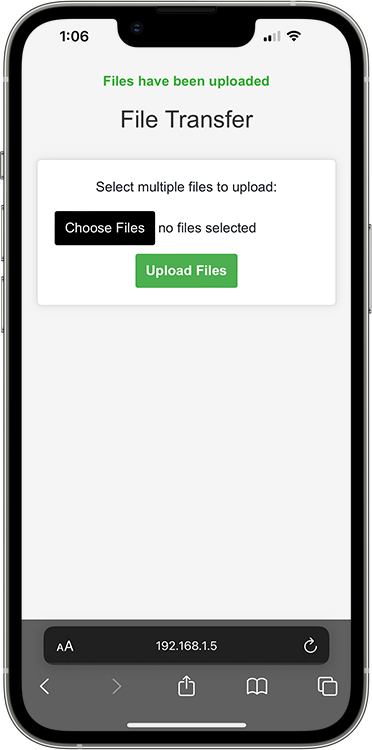 1:06
Files have been uploaded
File Transfer
Select multiple files to upload:
Choose Files no files selected
Upload Files
AA 192.168.1.5